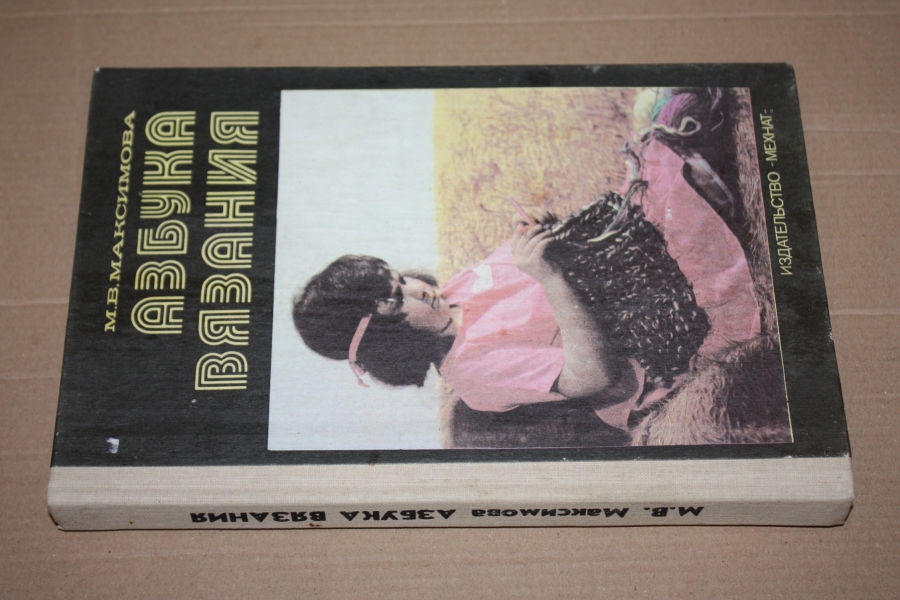 М.В.МАКСИМОВА
АЗБУКА
ВЯЗАНИЯ
ИЗДАТЕЛЬСТВО «МЕХНАТ»
М.В. Максимова АЗБУКА ВЯЗАНИЯ